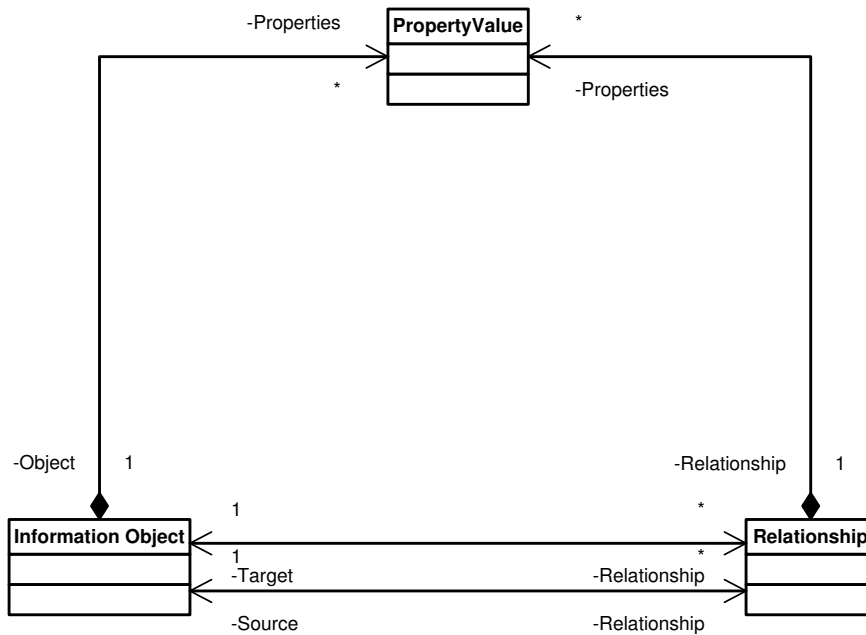 -Properties
PropertyValue
*
*
-Properties
-Object
1
-Relationship
1
Information Object
1
*
Relationship
1
*
-Target
-Relationship
-Source
-Relationship